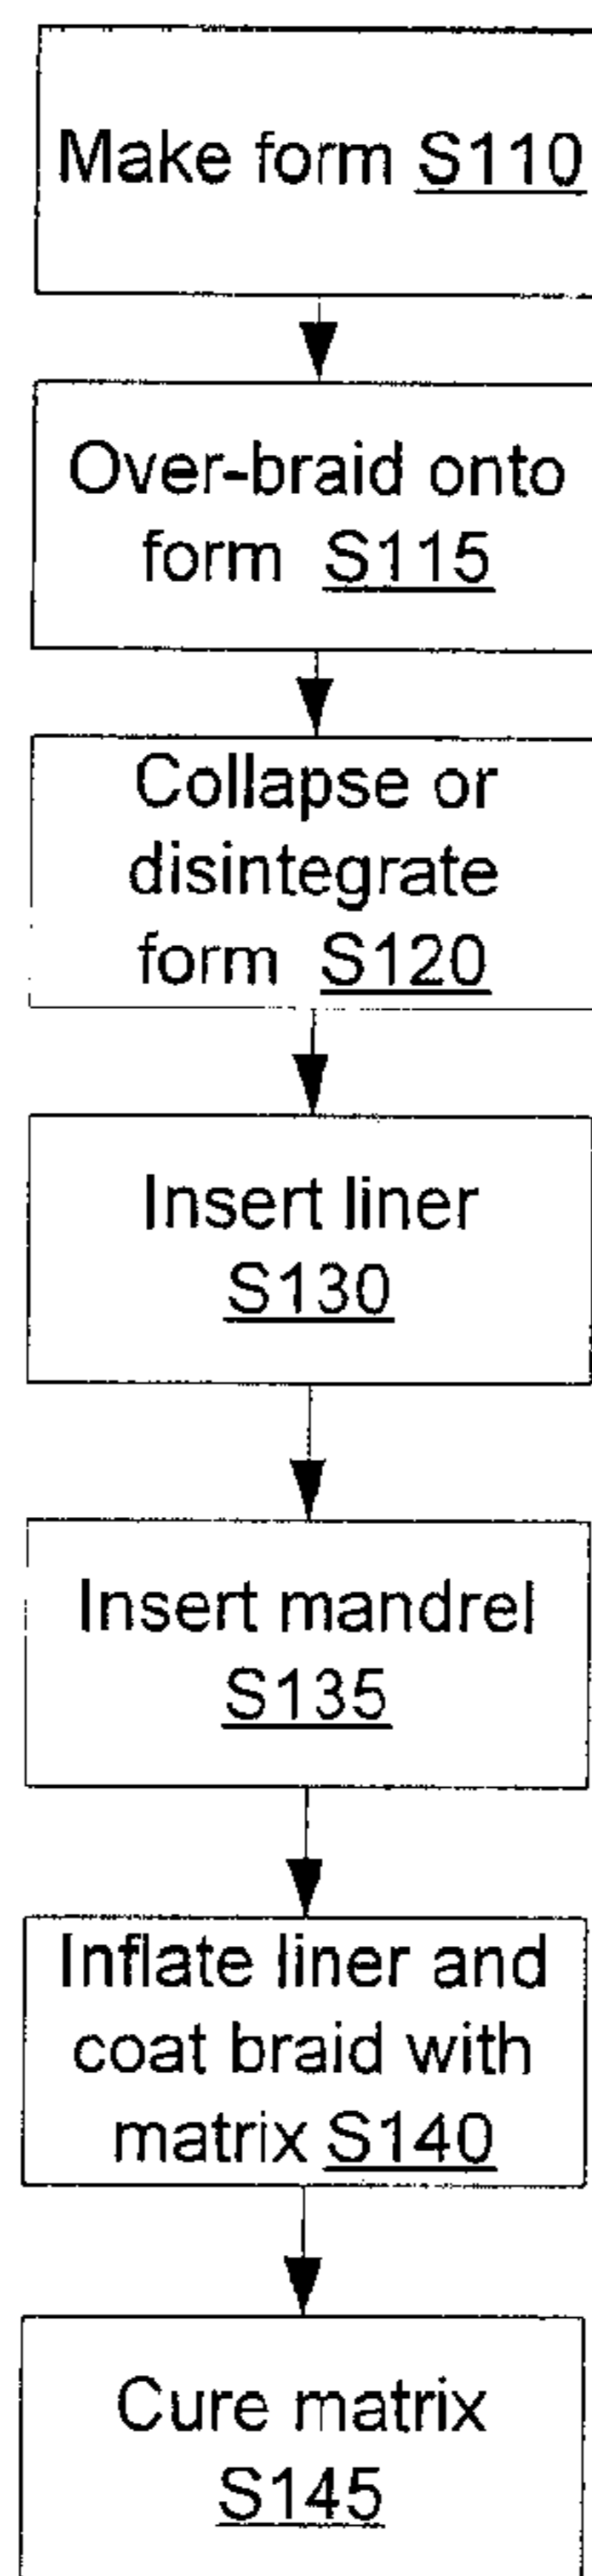 Make form S110
Over-braid onto
form S115
Collapse or
disintegrate
form S120
Insert liner
S130
Insert mandrel
S135
Inflate liner and
coat braid with
matrix S140
Cure matrix
S145